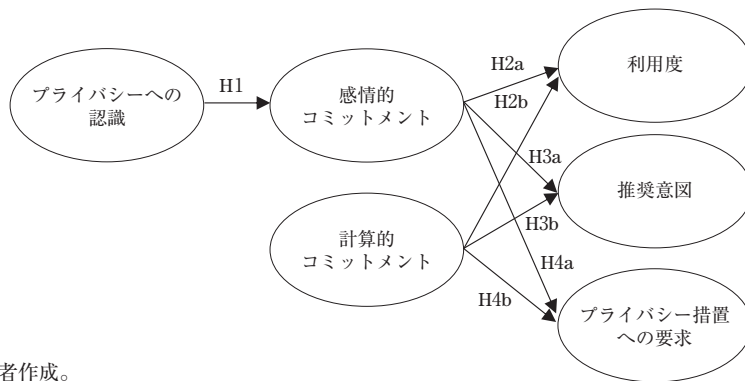 プライバシーへの
認識
H1
感情的
コミットメント
計算的
コミットメント
H2a
H2b
H3a
H3b
H4a
H4b
利用度
推奨意図
プライバシー措置
への要求
者作成。